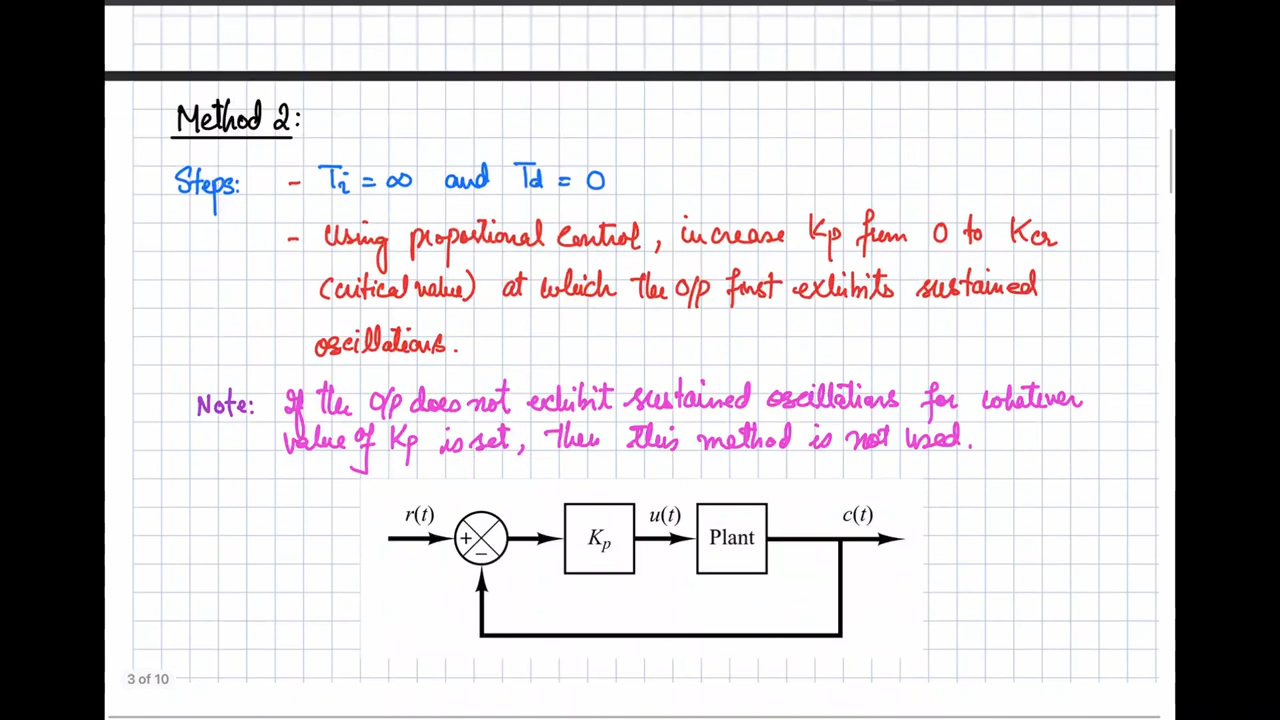 Method 2:
Steps: - Ti = ∞ and Td = 0
- Using proportional control, increase Kp from 0 to Kcr
(critical value) at which the o/p first exhibits sustained
oscillations.
Note: If the o/p does not exhibit sustained oscillations for whatever
value of Kp is set, then this method is not used.
r(t) + − Kp u(t) Plant c(t)
3 of 10